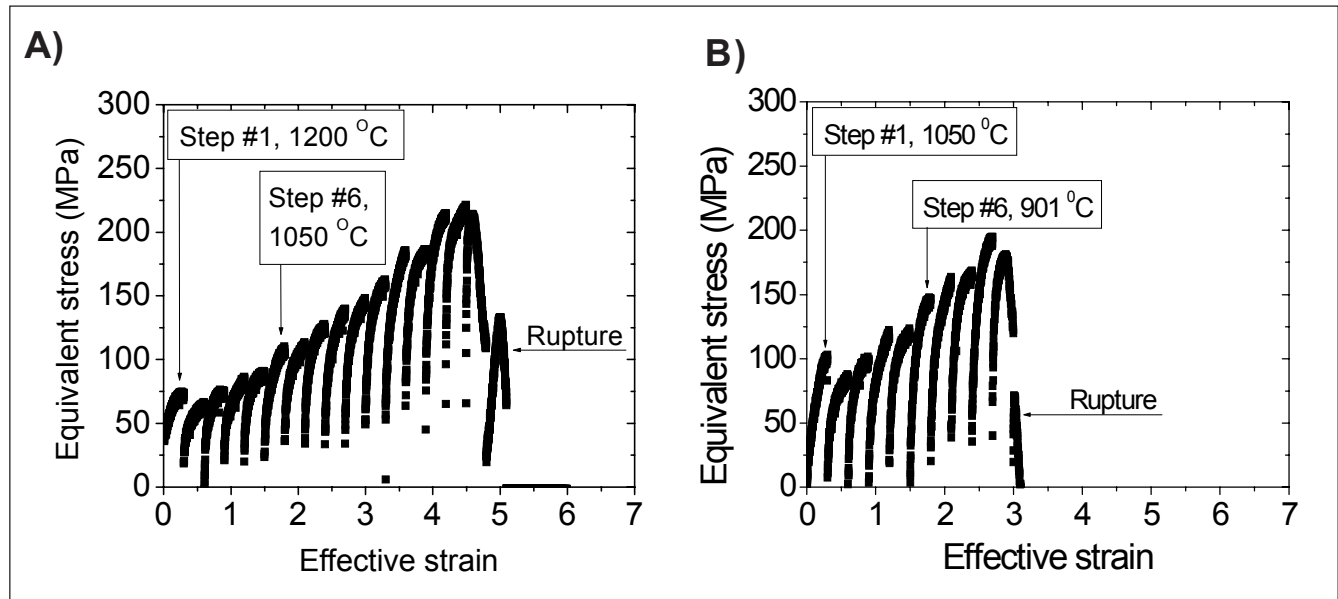 A)
300
250
200
150
100
50
0
Equivalent stress (MPa)
Step #1, 1200 °C
Step #6,
1050 °C
Rupture
0 1 2 3 4 5 6 7
Effective strain
B)
300
250
200
150
100
50
0
Equivalent stress (MPa)
Step #1, 1050 ⁰C
Step #6, 901 ⁰C
Rupture
0 1 2 3 4 5 6 7
Effective strain